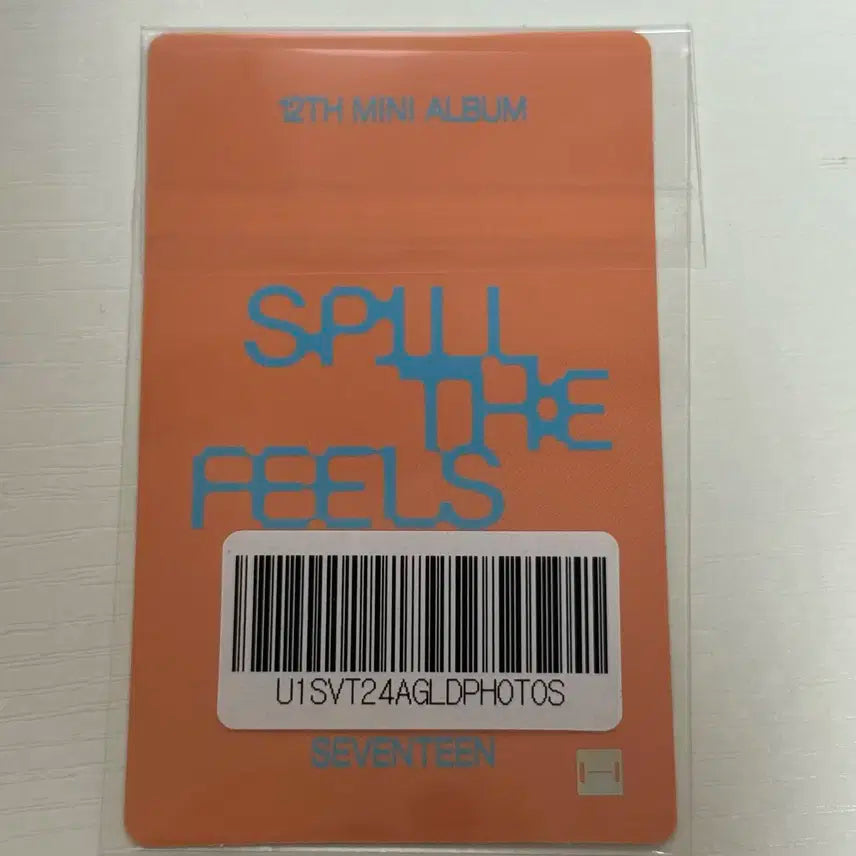 12TH MINI ALBUM
SPILL
THE
FEELS
U1SVT24AGLDPHOTOS
SEVENTEEN